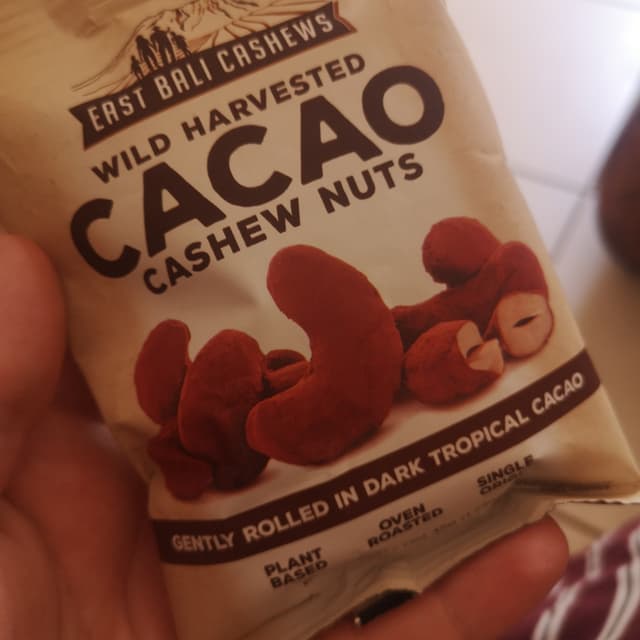 EAST BALI CASHEWS
WILD HARVESTED
CACAO
CASHEW NUTS
GENTLY ROLLED IN DARK TROPICAL CACAO
PLANT
BASED
OVEN
ROASTED
SINGLE